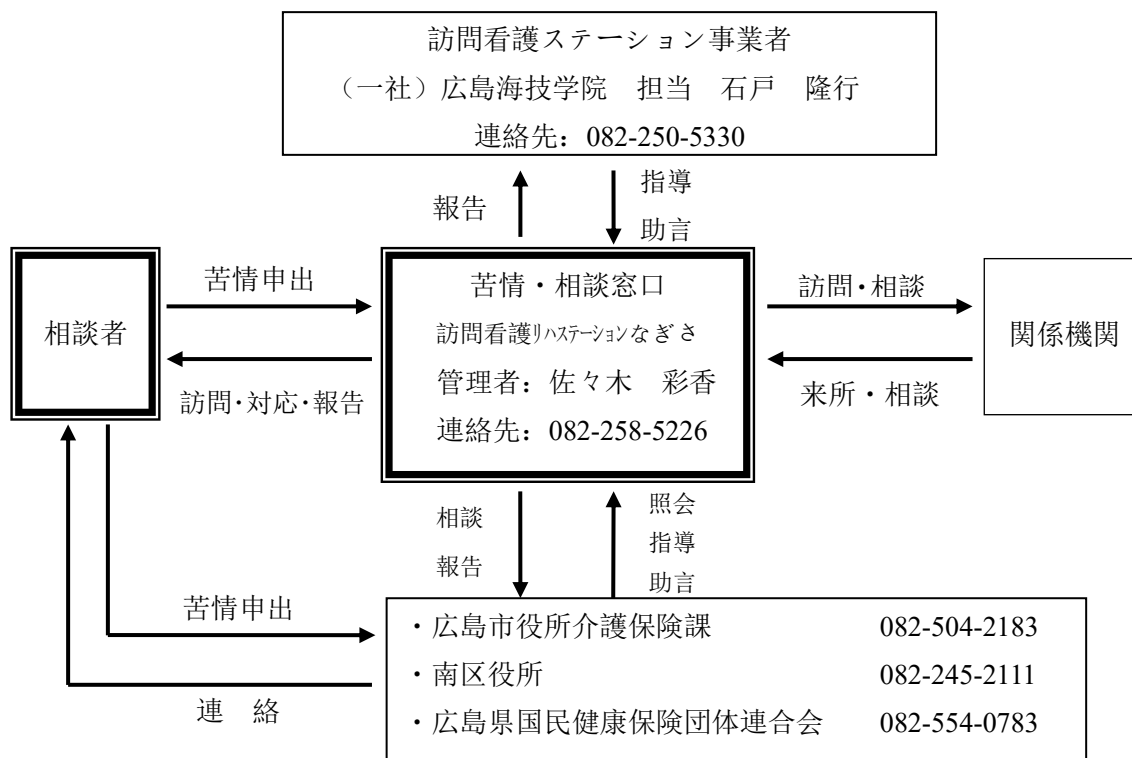 訪問看護ステーション事業者
（一社）広島海技学院　担当　石戸　隆行
連絡先：082-250-5330
報告
指導
助言
相談者
苦情申出
訪問･対応･報告
苦情・相談窓口
訪問看護ﾘﾊステーションなぎさ
管理者：佐々木　彩香
連絡先：082-258-5226
訪問･相談
来所・相談
関係機関
相談
報告
照会
指導
助言
苦情申出
連　絡
・広島市役所介護保険課　082-504-2183
・南区役所　082-245-2111
・広島県国民健康保険団体連合会　082-554-0783